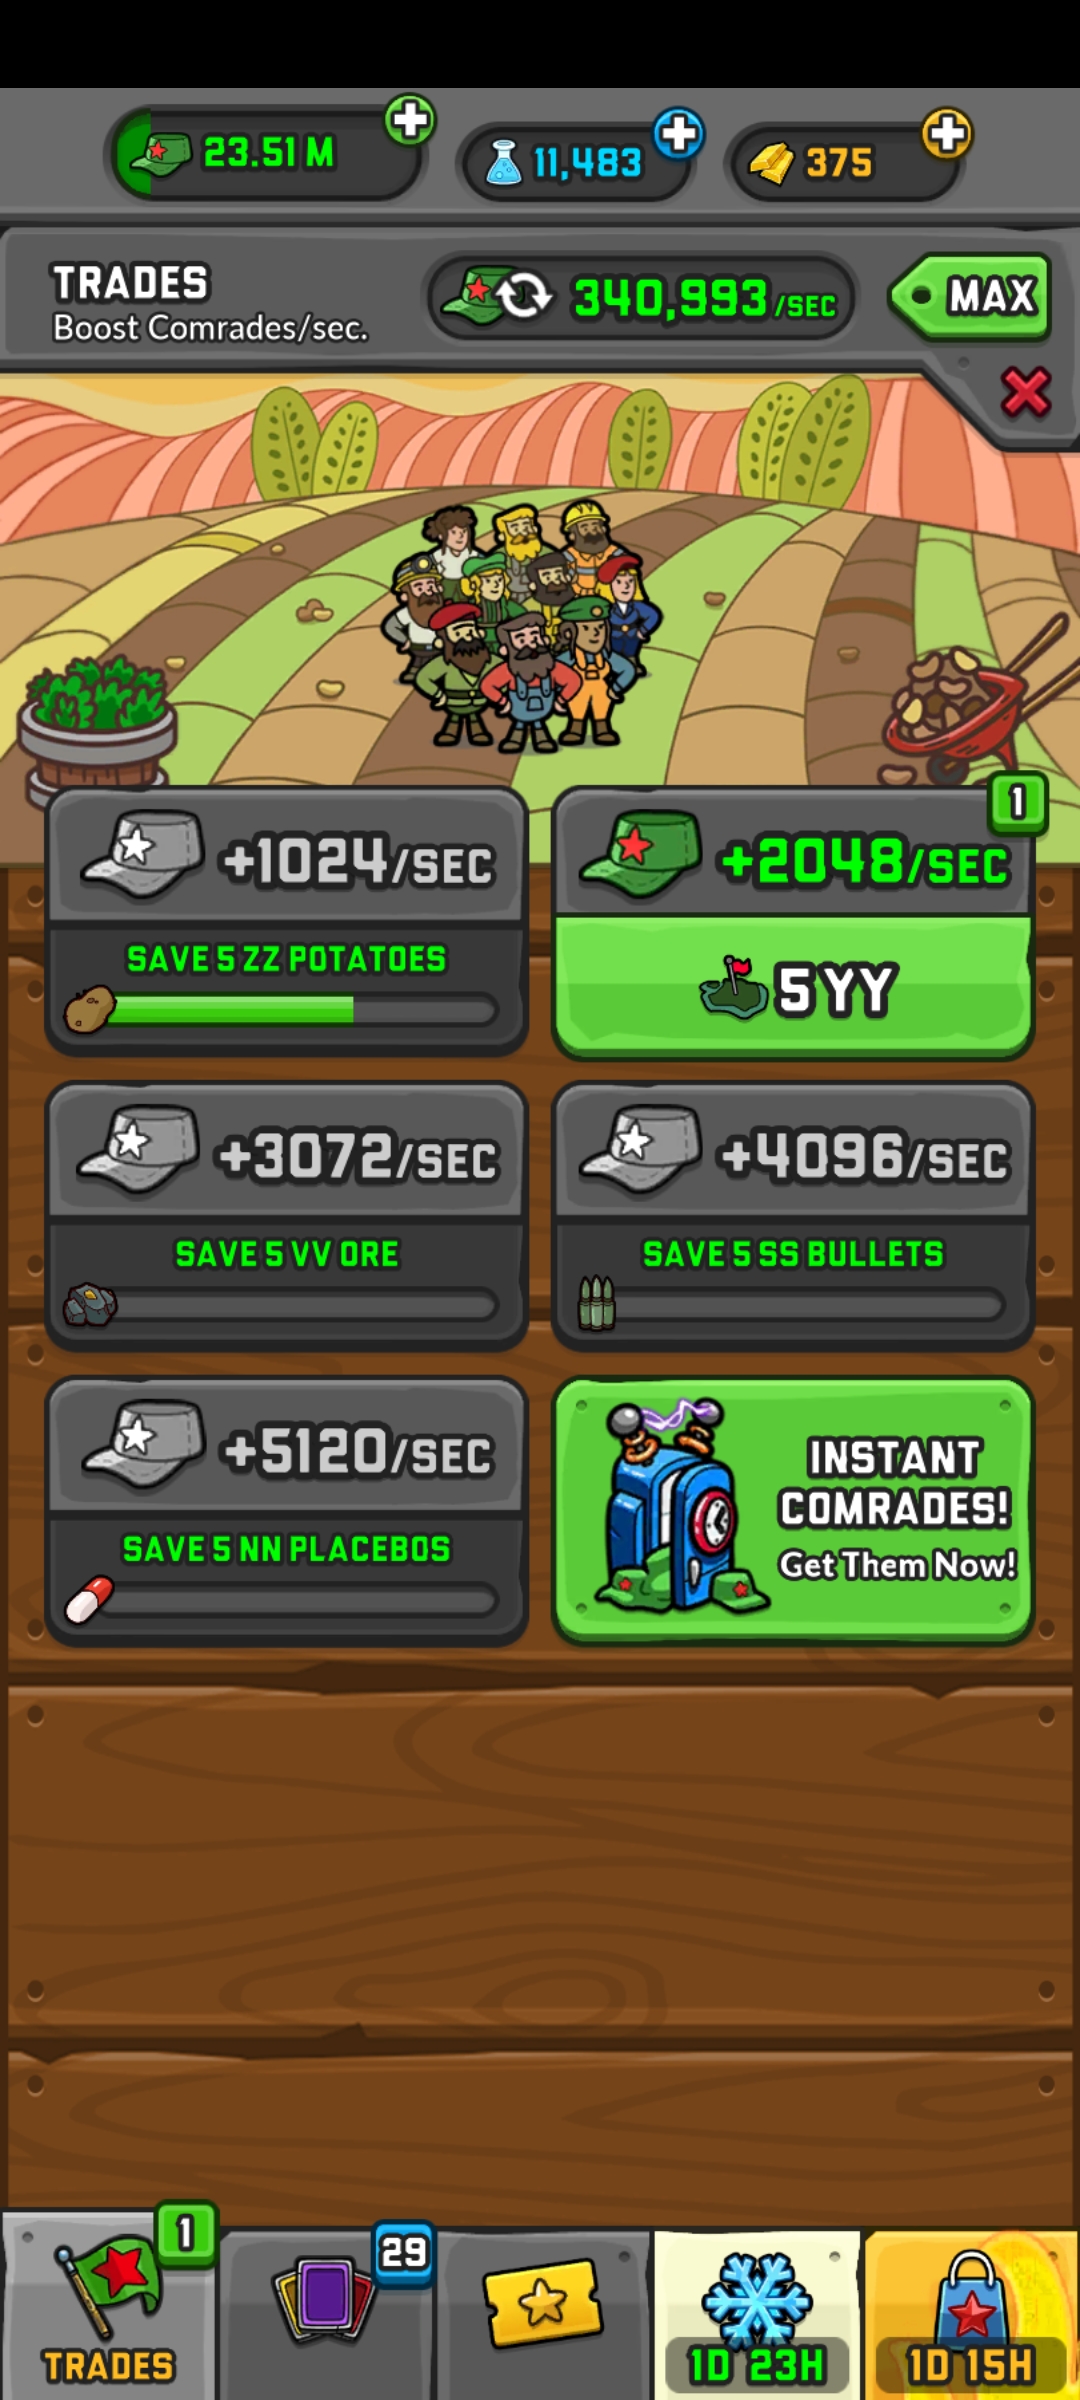 23.51 M
11,483
375
TRADES
Boost Comrades/sec.
340,993/SEC
MAX
1
+1024/SEC
+2048/SEC
SAVE 5 ZZ POTATOES
5 YY
+3072/SEC
+4096/SEC
SAVE 5 VV ORE
SAVE 5 SS BULLETS
+5120/SEC
INSTANT
COMRADES!
Get Them Now!
SAVE 5 NN PLACEBOS
1
29
TRADES
1D 23H
1D 15H